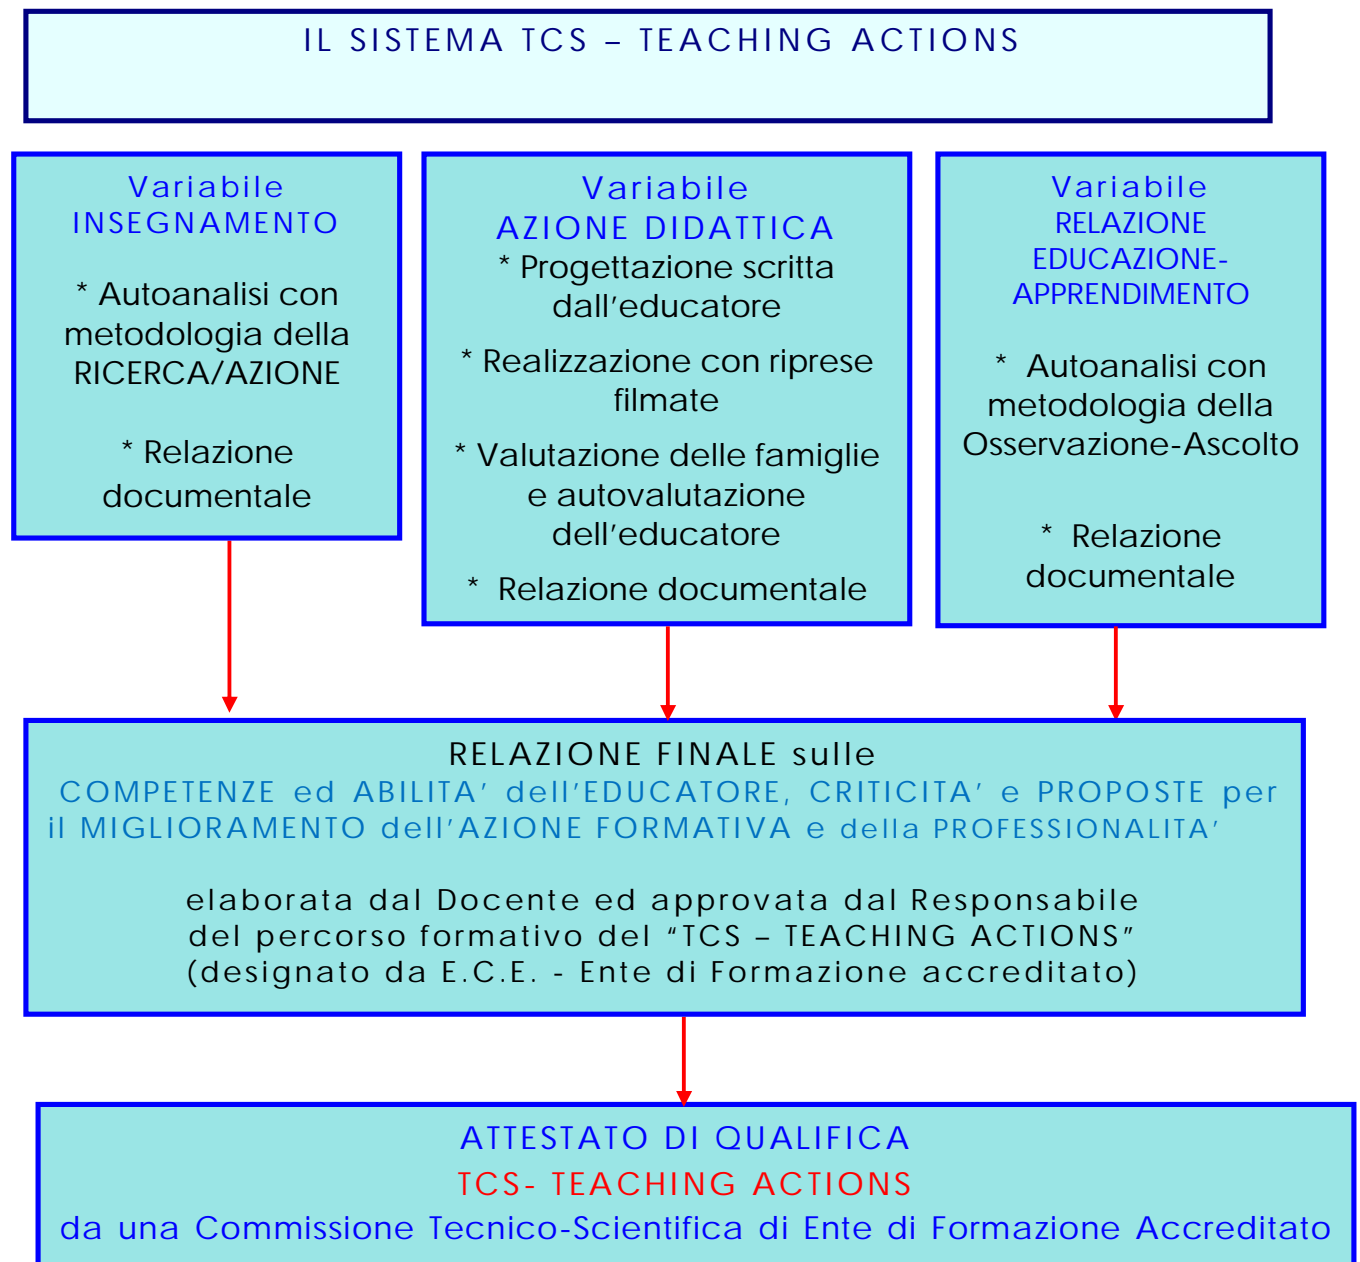 IL SISTEMA TCS – TEACHING ACTIONS
Variabile
INSEGNAMENTO
* Autoanalisi con
metodologia della
RICERCA/AZIONE
* Relazione
documentale
Variabile
AZIONE DIDATTICA
* Progettazione scritta
dall’educatore
* Realizzazione con riprese
filmate
* Valutazione delle famiglie
e autovalutazione
dell’educatore
* Relazione documentale
Variabile
RELAZIONE
EDUCAZIONE-
APPRENDIMENTO
* Autoanalisi con
metodologia della
Osservazione-Ascolto
* Relazione
documentale
RELAZIONE FINALE sulle
COMPETENZE ed ABILITA’ dell’EDUCATORE, CRITICITA’ e PROPOSTE per
il MIGLIORAMENTO dell’AZIONE FORMATIVA e della PROFESSIONALITA’
elaborata dal Docente ed approvata dal Responsabile
del percorso formativo del “TCS – TEACHING ACTIONS”
(designato da E.C.E. - Ente di Formazione accreditato)
ATTESTATO DI QUALIFICA
TCS- TEACHING ACTIONS
da una Commissione Tecnico-Scientifica di Ente di Formazione Accreditato